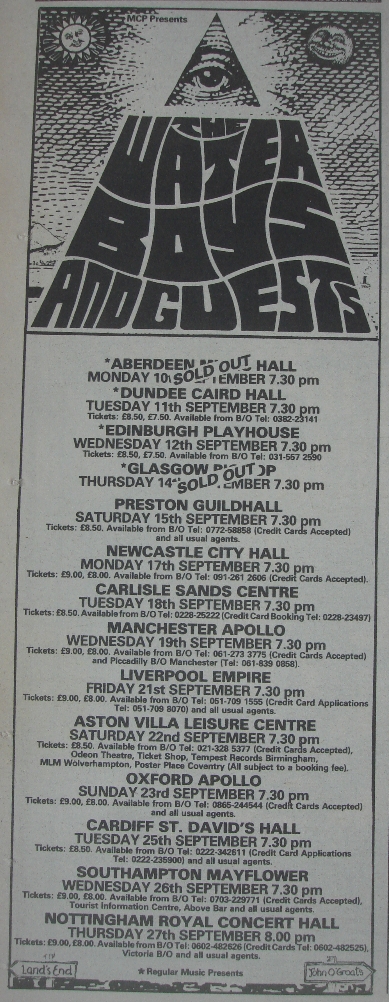 MCP Presents
THE
WATER
BOYS
AND GUESTS
*ABERDEEN SOLD OUT HALL
MONDAY 10 SEPTEMBER 7.30 pm
*DUNDEE CAIRD HALL
TUESDAY 11th SEPTEMBER 7.30 pm
Tickets: £8.50, £7.50. Available from B/O Tel: 0382-23141
*EDINBURGH PLAYHOUSE
WEDNESDAY 12th SEPTEMBER 7.30 pm
Tickets: £8.50, £7.50. Available from B/O Tel: 031-557 2590
*GLASGOW
SOLD OUT
THURSDAY 14 7.30 pm
PRESTON GUILDHALL
SATURDAY 15th SEPTEMBER 7.30 pm
Tickets: £8.50. Available from B/O Tel: 0772-58858 (Credit Cards Accepted)
and all usual agents.
NEWCASTLE CITY HALL
MONDAY 17th SEPTEMBER 7.30 pm
Tickets: £9.00, £8.00. Available from B/O Tel: 091-261 2606 (Credit Cards Accepted).
CARLISLE SANDS CENTRE
TUESDAY 18th SEPTEMBER 7.30 pm
Tickets: £8.50. Available from B/O Tel: 0228-25222 (Credit Card Booking Tel: 0228-23497)
MANCHESTER APOLLO
WEDNESDAY 19th SEPTEMBER 7.30 pm
Tickets: £9.00, £8.00. Available from B/O Tel: 061-273 3775 (Credit Cards Accepted)
and Piccadilly B/O Manchester (Tel: 061-839 0858).
LIVERPOOL EMPIRE
FRIDAY 21st SEPTEMBER 7.30 pm
Tickets: £9.00, £8.00. Available from B/O Tel: 051-709 1555 (Credit Card Applications
Tel: 051-709 8070) and all usual agents.
ASTON VILLA LEISURE CENTRE
SATURDAY 22nd SEPTEMBER 7.30 pm
Tickets: £8.50. Available from B/O Tel: 021-328 5377 (Credit Cards Accepted),
Odeon Theatre, Ticket Shop, Tempest Records Birmingham,
MLM Wolverhampton, Poster Place Coventry (All subject to a booking fee).
OXFORD APOLLO
SUNDAY 23rd SEPTEMBER 7.30 pm
Tickets: £9.00, £8.00. Available from B/O Tel: 0865-244544 (Credit Cards Accepted)
and all usual agents.
CARDIFF ST. DAVID'S HALL
TUESDAY 25th SEPTEMBER 7.30 pm
Tickets: £8.50. Available from B/O Tel: 0222-342611 (Credit Card Applications
Tel: 0222-235900) and all usual agents.
SOUTHAMPTON MAYFLOWER
WEDNESDAY 26th SEPTEMBER 7.30 pm
Tickets: £9.00, £8.00. Available from B/O Tel: 0703-229771 (Credit Cards Accepted),
Tourist Information Centre, Above Bar and all usual agents.
NOTTINGHAM ROYAL CONCERT HALL
THURSDAY 27th SEPTEMBER 8.00 pm
Tickets: £9.00, £8.00. Available from B/O Tel: 0602-482626 (Credit Cards Tel: 0602-482525),
Victoria B/O and all usual agents.
Land's End
* Regular Music Presents
John O'Groats